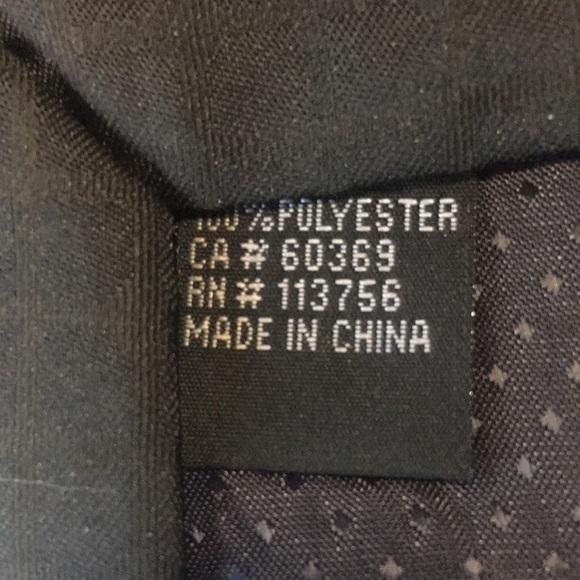 100% POLYESTER
CA # 60369
RN # 113756
MADE IN CHINA